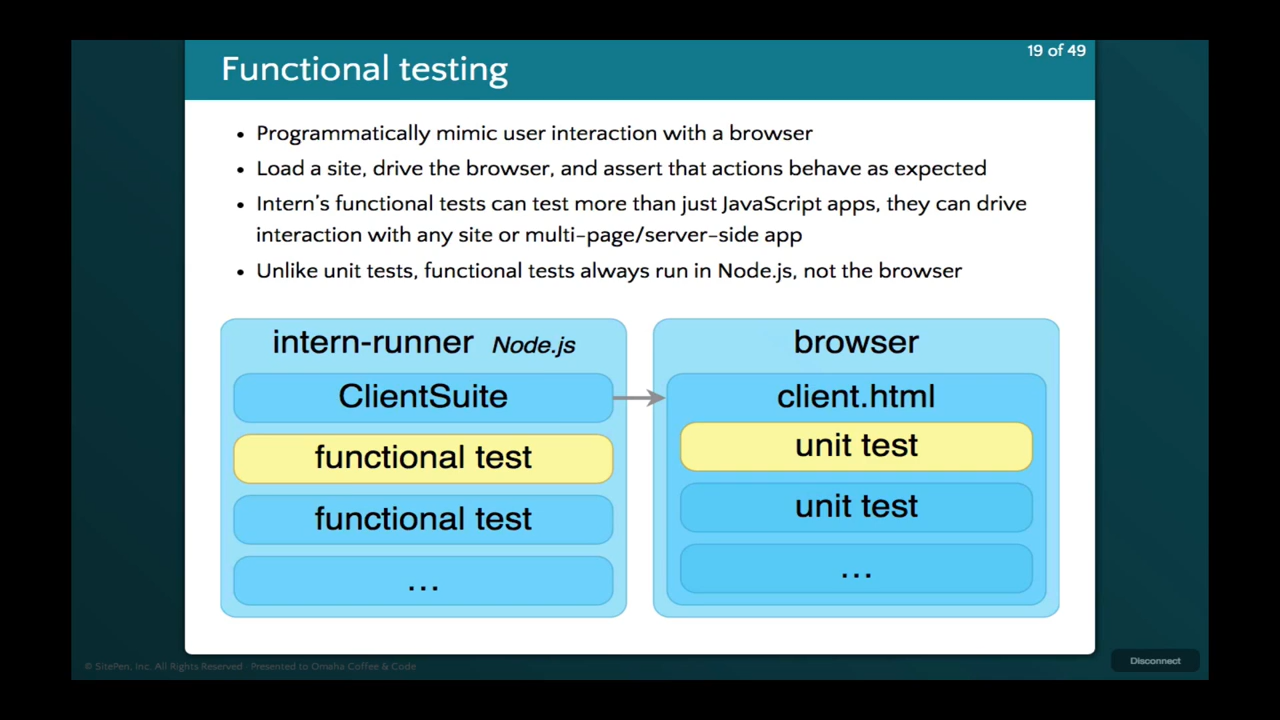 Functional testing
19 of 49
• Programmatically mimic user interaction with a browser
• Load a site, drive the browser, and assert that actions behave as expected
• Intern's functional tests can test more than just JavaScript apps, they can drive
interaction with any site or multi-page/server-side app
• Unlike unit tests, functional tests always run in Node.js, not the browser
intern-runner Node.js
ClientSuite
functional test
functional test
...
browser
client.html
unit test
unit test
...
© SitePen, Inc. All Rights Reserved · Presented to Omaha Coffee & Code
Disconnect